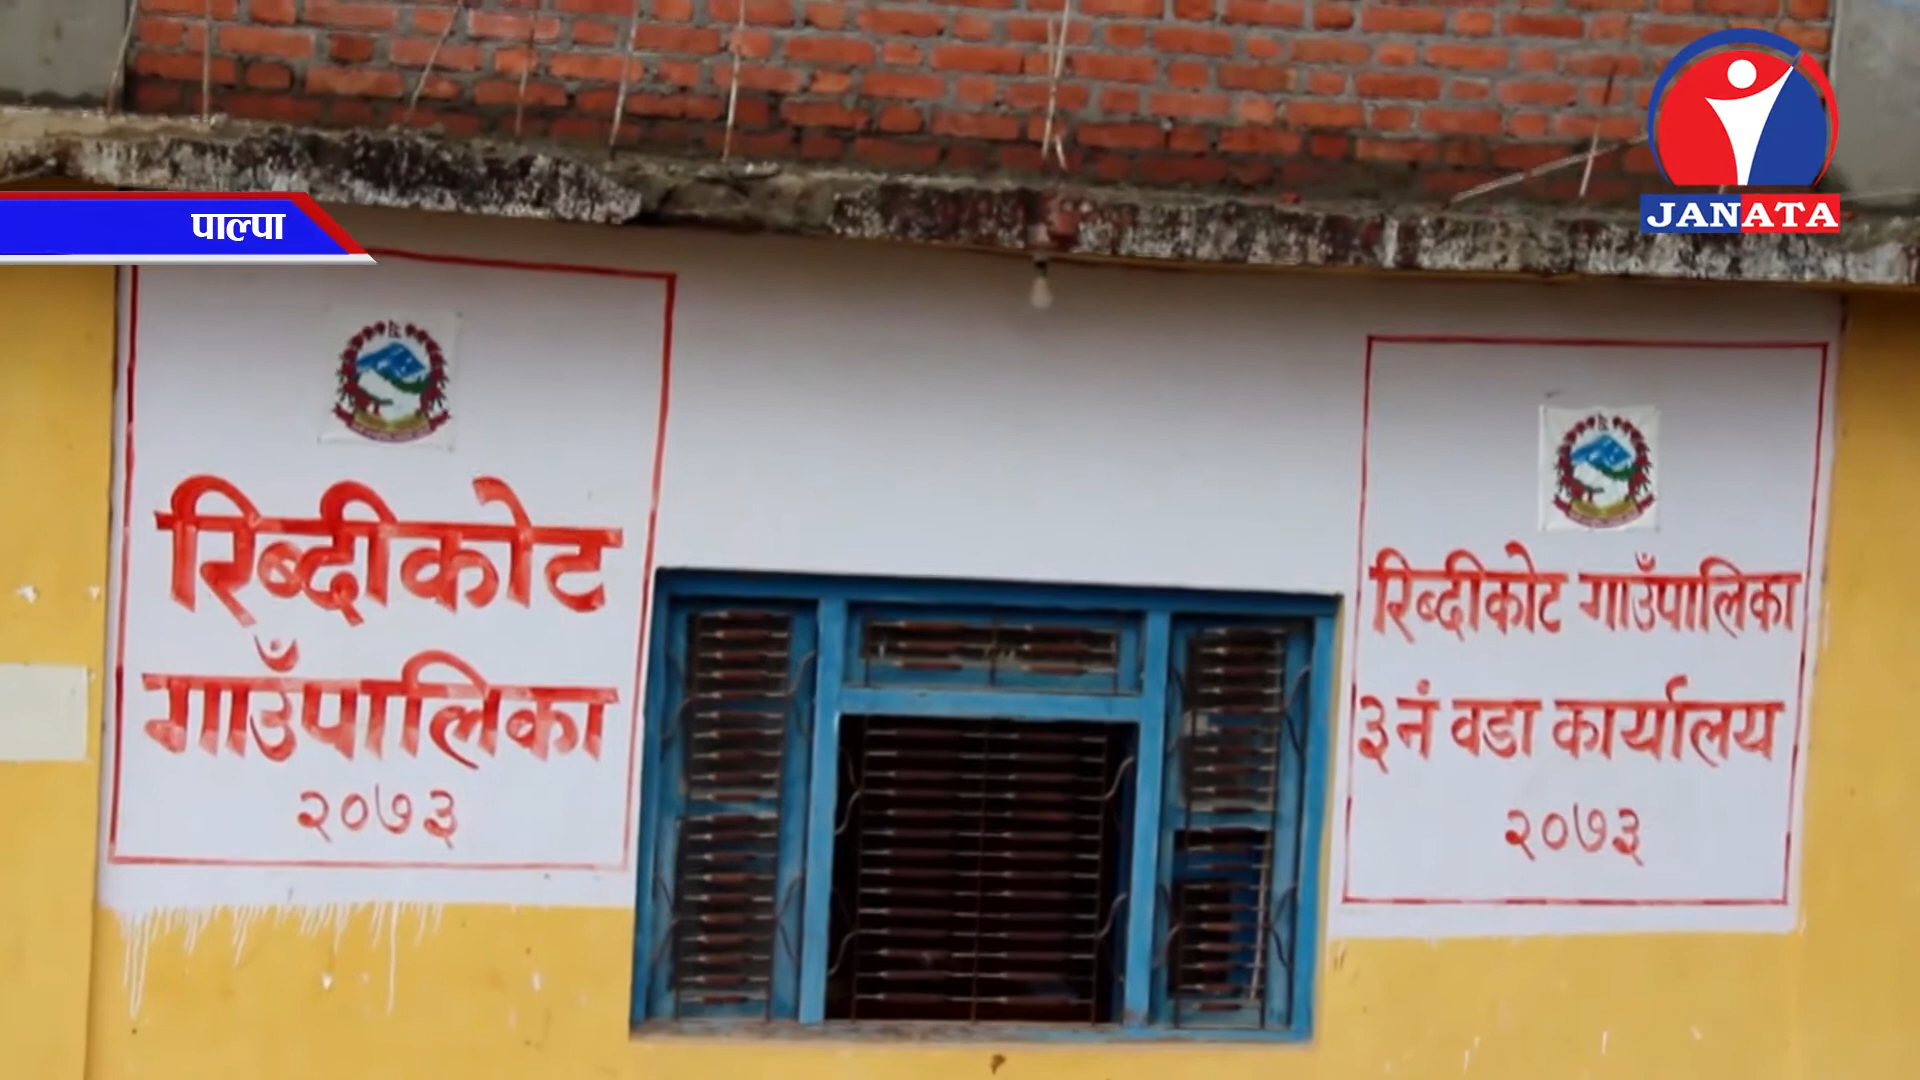 पाल्पा
JANATA
रिब्दीकोट
गाउँपालिका
२०७३
रिब्दीकोट गाउँपालिका
३नं वडा कार्यालय
२०७३